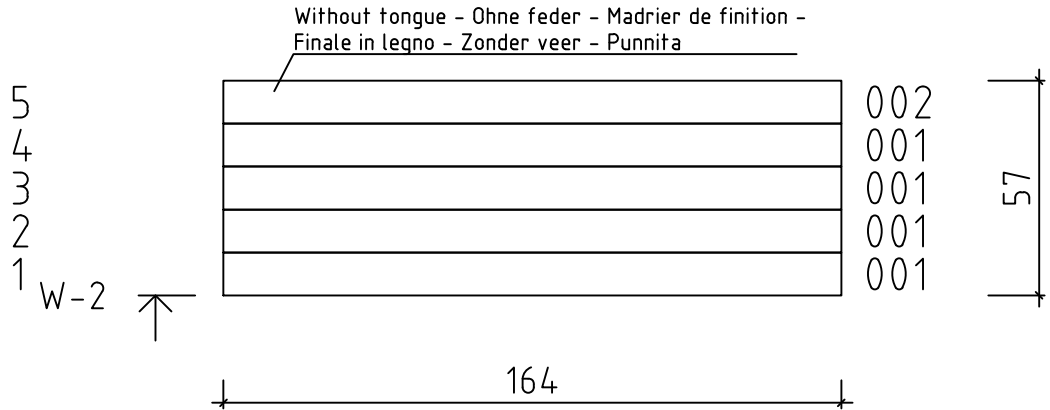 Without tongue - Ohne feder - Madrier de finition -
Finale in legno - Zonder veer - Punnita
5 002
4 001
3 001
2 001
1 001
57
W-2
164